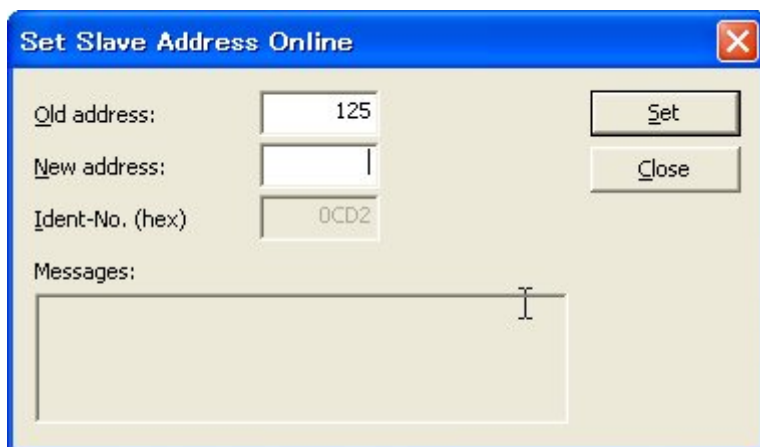 Set Slave Address Online
Old address: 125 Set
New address: Close
Ident-No. (hex) 0CD2
Messages: